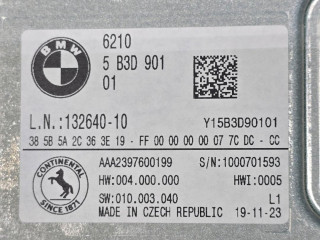 BMW
6210
5 B3D 901
01
L.N.:132640-10 Y15B3D90101
38 5B 5A 2C 36 3E 19 - FF 00 00 00 00 07 7C DC - CC
CONTINENTAL
SINCE 1871
AAA2397600199 S/N:1000701593
HW:004.000.000 HWI:0005
SW:010.003.040 L1
MADE IN CZECH REPUBLIC 19-11-23